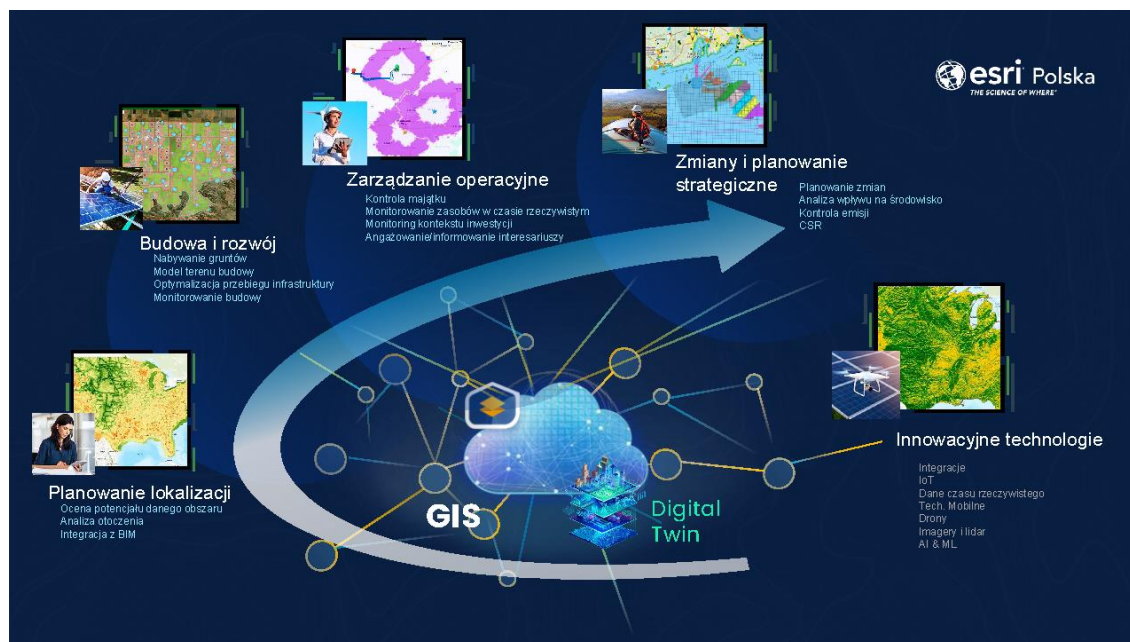 esri Polska
THE SCIENCE OF WHERE®
Zarządzanie operacyjne
Kontrola majątku
Monitorowanie zasobów w czasie rzeczywistym
Monitoring kontekstu inwestycji
Angażowanie/informowanie interesariuszy
Zmiany i planowanie
strategiczne
Planowanie zmian
Analiza wpływu na środowisko
Kontrola emisji
CSR
Budowa i rozwój
Nabywanie gruntów
Model terenu budowy
Optymalizacja przebiegu infrastruktury
Monitorowanie budowy
Planowanie lokalizacji
Ocena potencjału danego obszaru
Analiza otoczenia
Integracja z BIM
GIS
Digital
Twin
Innowacyjne technologie
Integracje
IoT
Dane czasu rzeczywistego
Tech. Mobilne
Drony
Imagery i lidar
AI & ML